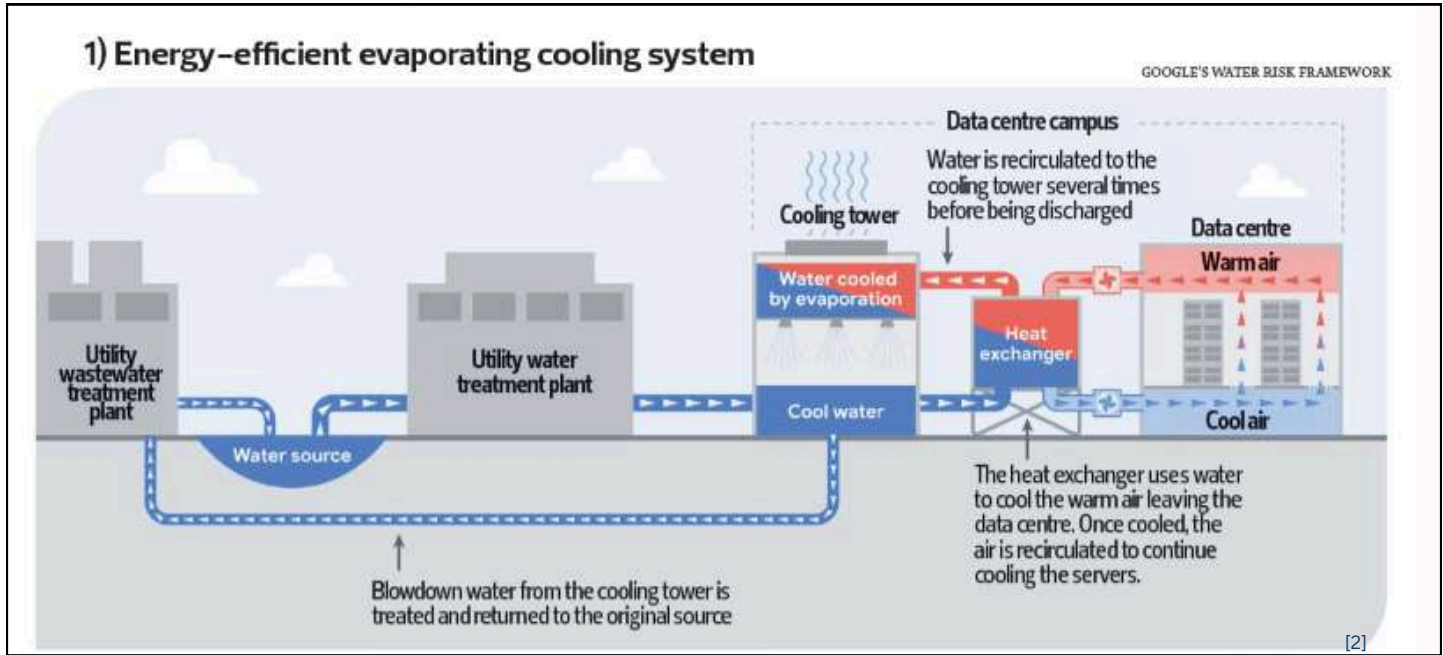 1) Energy-efficient evaporating cooling system
GOOGLE'S WATER RISK FRAMEWORK
Data centre campus
Water is recirculated to the
cooling tower several times
before being discharged
Cooling tower
Data centre
Warm air
Water cooled
by evaporation
Heat
exchanger
Utility
wastewater
treatment
plant
Utility water
treatment plant
Cool water
Cool air
Water source
The heat exchanger uses water
to cool the warm air leaving the
data centre. Once cooled, the
air is recirculated to continue
cooling the servers.
Blowdown water from the cooling tower is
treated and returned to the original source
[2]